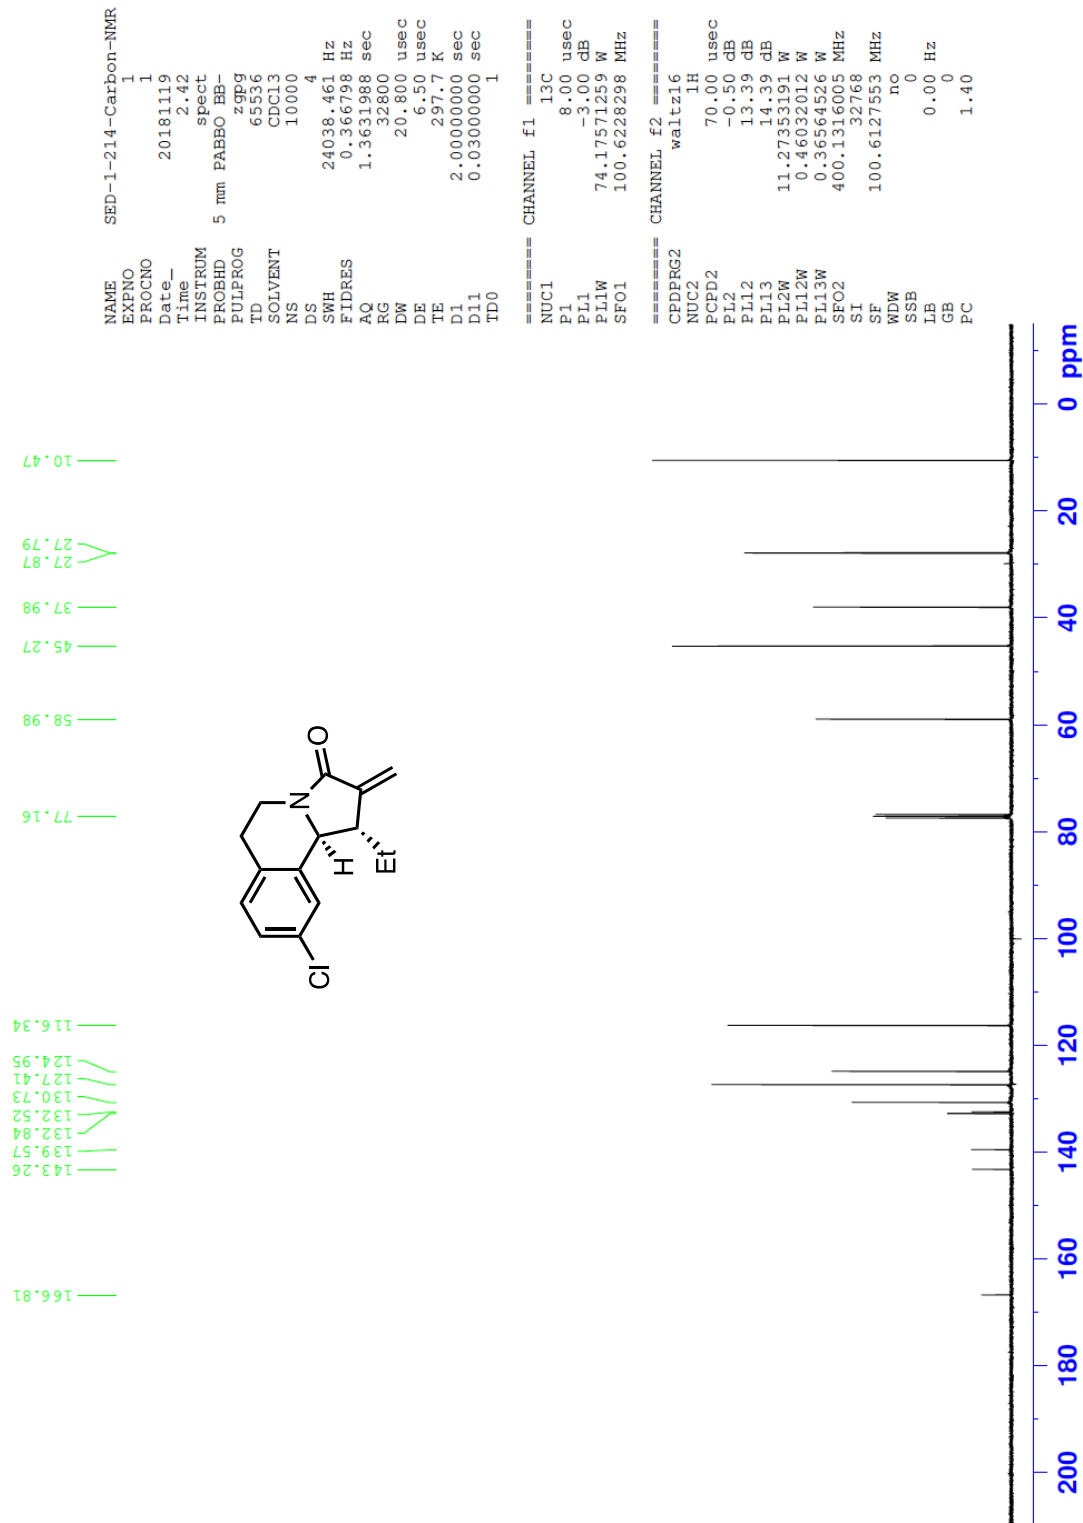 NAME SED-1-214-Carbon-NMR
EXPNO 1
PROCNO 1
Date_ 20181119
Time 2.42
INSTRUM spect
PROBHD 5 mm PABBO BB-
PULPROG zgpg
TD 65536
SOLVENT CDCl3
NS 10000
DS 4
SWH 24038.461 Hz
FIDRES 0.366798 Hz
AQ 1.3631988 sec
RG 32800
DW 20.800 usec
DE 6.50 usec
TE 297.7 K
D1 2.00000000 sec
D11 0.03000000 sec
TD0 1
======== CHANNEL f1 ========
NUC1 13C
P1 8.00 usec
PL1 -3.00 dB
PL1W 74.17571259 W
SFO1 100.6228298 MHz
======== CHANNEL f2 ========
CPDPRG2 waltz16
NUC2 1H
PCPD2 70.00 usec
PL2 -0.50 dB
PL12 13.39 dB
PL13 14.39 dB
PL2W 11.27353191 W
PL12W 0.46032012 W
PL13W 0.36564526 W
SFO2 400.1316005 MHz
SI 32768
SF 100.6127553 MHz
WDW no
SSB 0
LB 0.00 Hz
GB 0
PC 1.40
166.81
143.26
139.57
132.84
132.52
130.73
127.41
124.95
116.34
77.16
58.98
45.27
37.98
27.87
27.79
10.47
O
N
H
Et
Cl
200 180 160 140 120 100 80 60 40 20 0 ppm